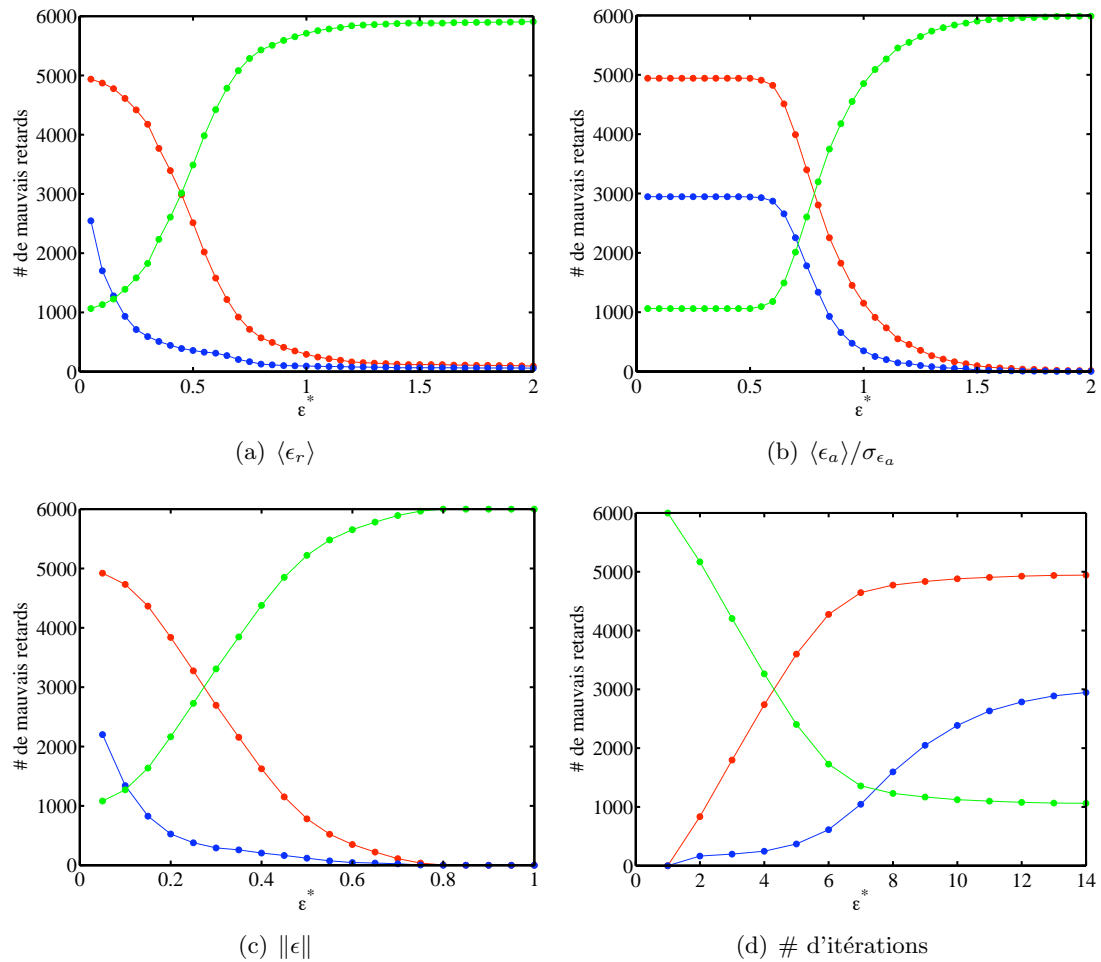 6000
5000
4000
3000
2000
1000
0
# de mauvais retards
0 0.5 1 1.5 2
ε*
(a) ⟨ϵr⟩
6000
5000
4000
3000
2000
1000
0
# de mauvais retards
0 0.5 1 1.5 2
ε*
(b) ⟨ϵa⟩/σϵa
6000
5000
4000
3000
2000
1000
0
# de mauvais retards
0 0.2 0.4 0.6 0.8 1
ε*
(c) ‖ϵ‖
6000
5000
4000
3000
2000
1000
0
# de mauvais retards
0 2 4 6 8 10 12 14
ε*
(d) # d'itérations